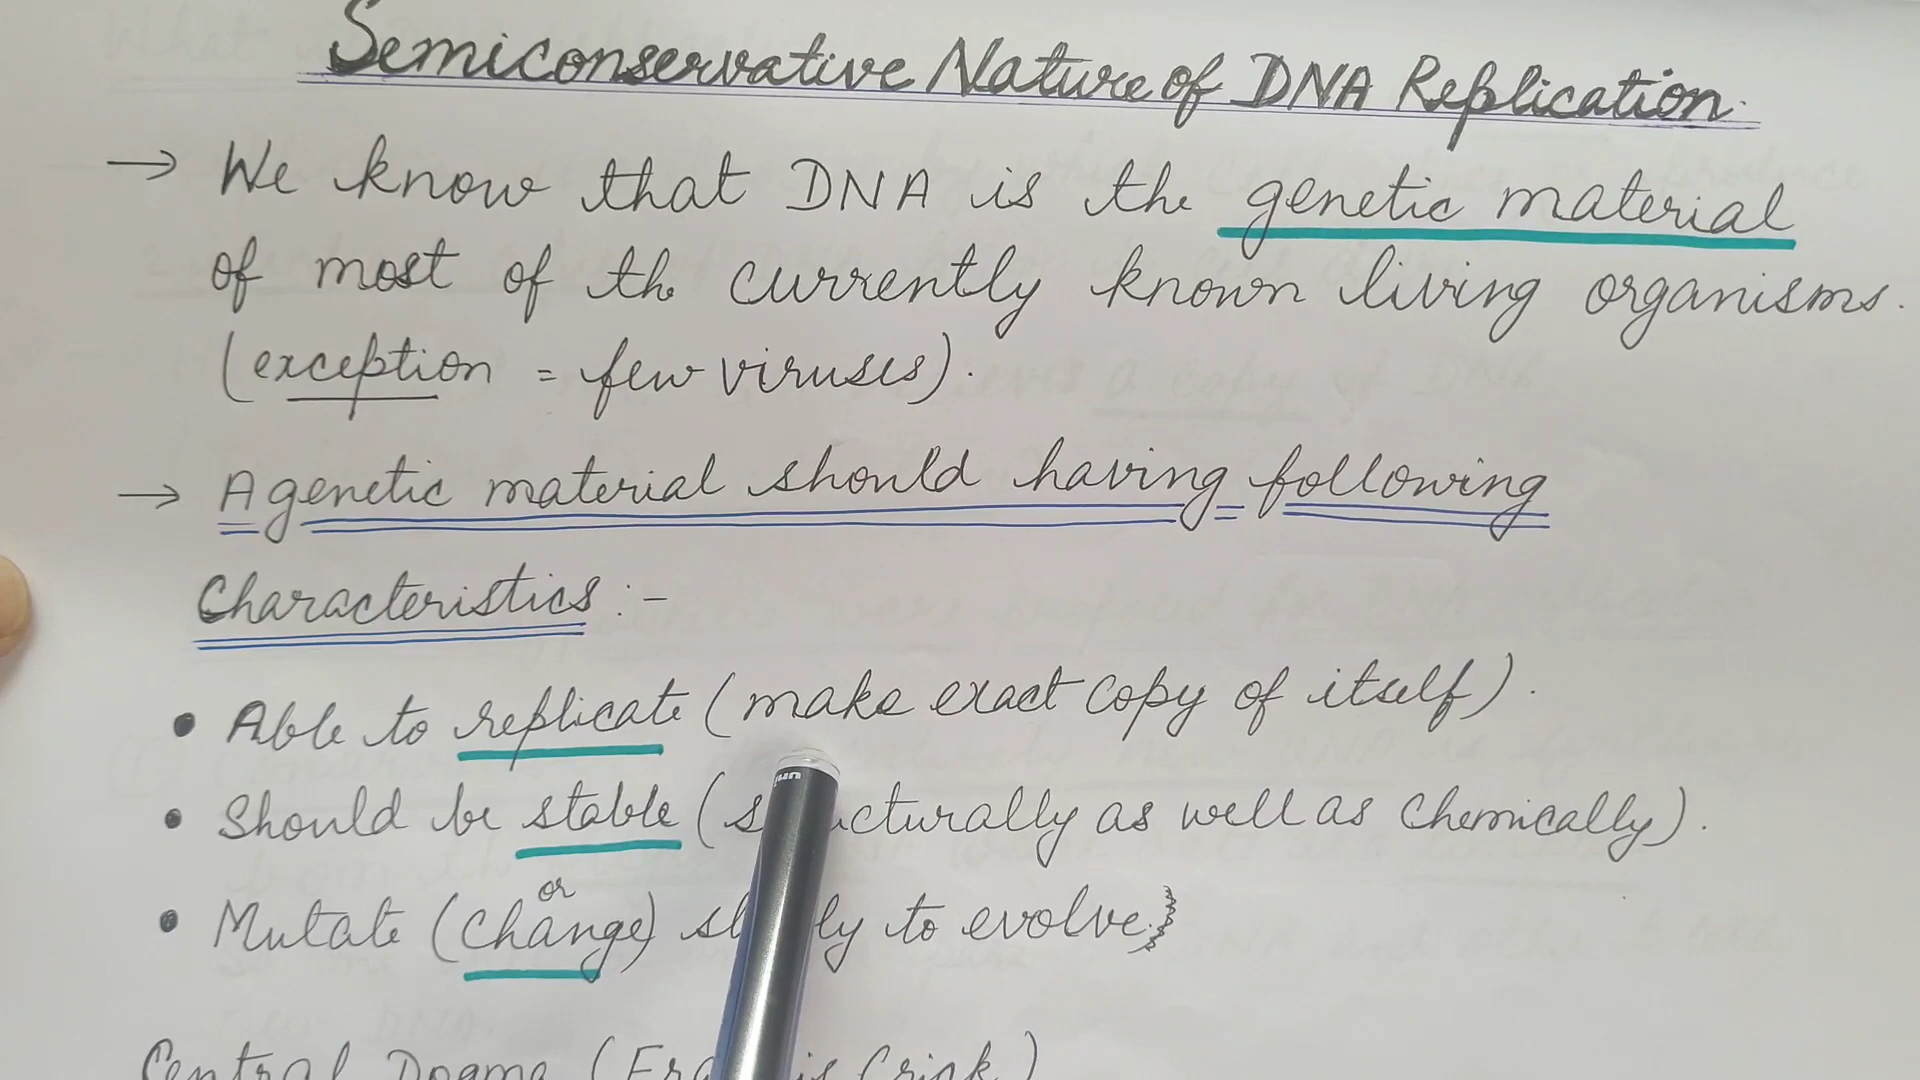 Semiconservative Nature of DNA Replication.
→ We know that DNA is the genetic material
of most of the currently known living organisms.
(exception = few viruses).
→ A genetic material should having following
Characteristics :-
• Able to replicate (make exact copy of itself).
• Should be stable ( as well as chemically).
or
• Mutate (change) to evolve.
Central Dogma (